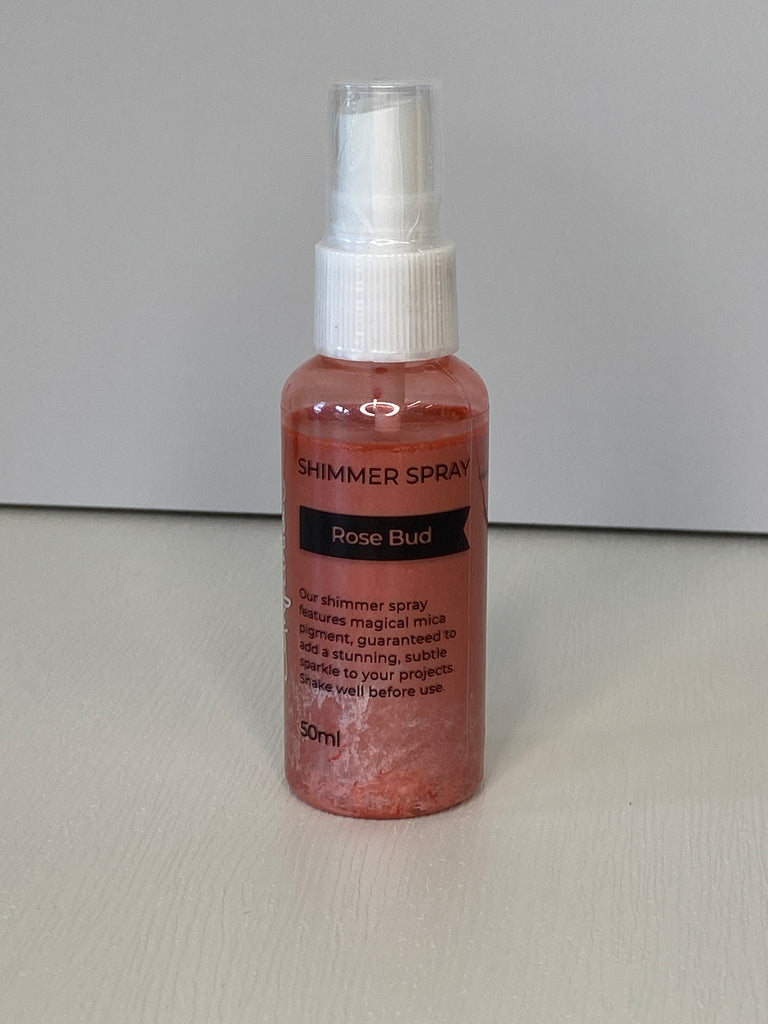 SHIMMER SPRAY
Rose Bud
Our shimmer spray
features magical mica
pigment, guaranteed to
add a stunning, subtle
sparkle to your projects.
Shake well before use.
50ml